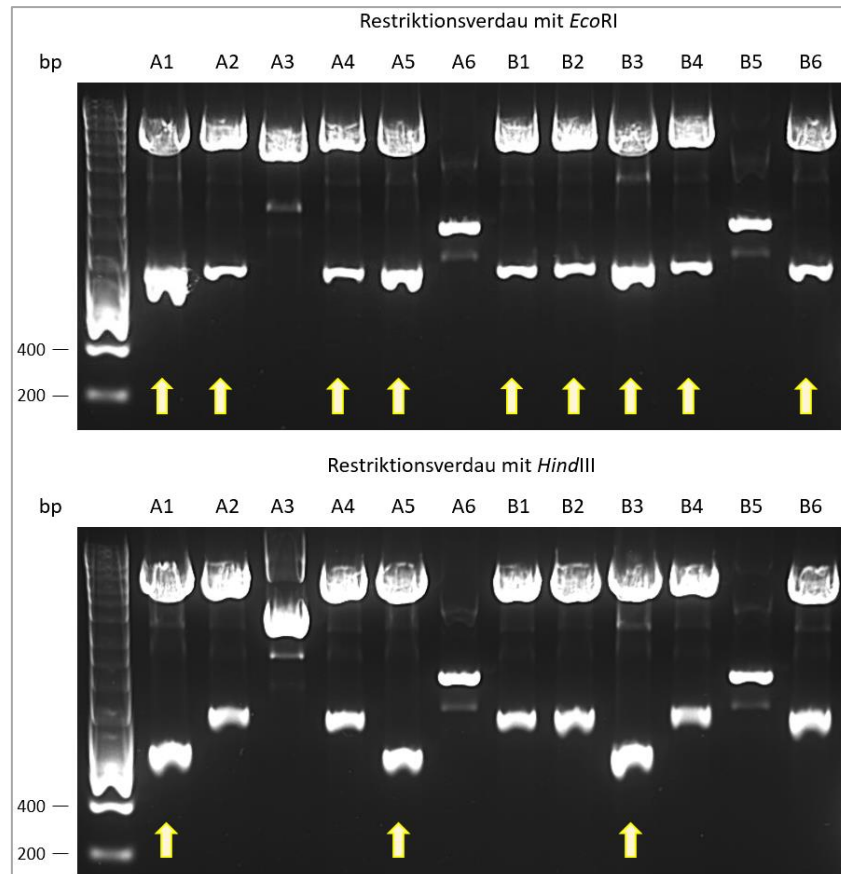 Restriktionsverdau mit EcoRI
bp A1 A2 A3 A4 A5 A6 B1 B2 B3 B4 B5 B6
400 —
200 —
Restriktionsverdau mit HindIII
bp A1 A2 A3 A4 A5 A6 B1 B2 B3 B4 B5 B6
400 —
200 —